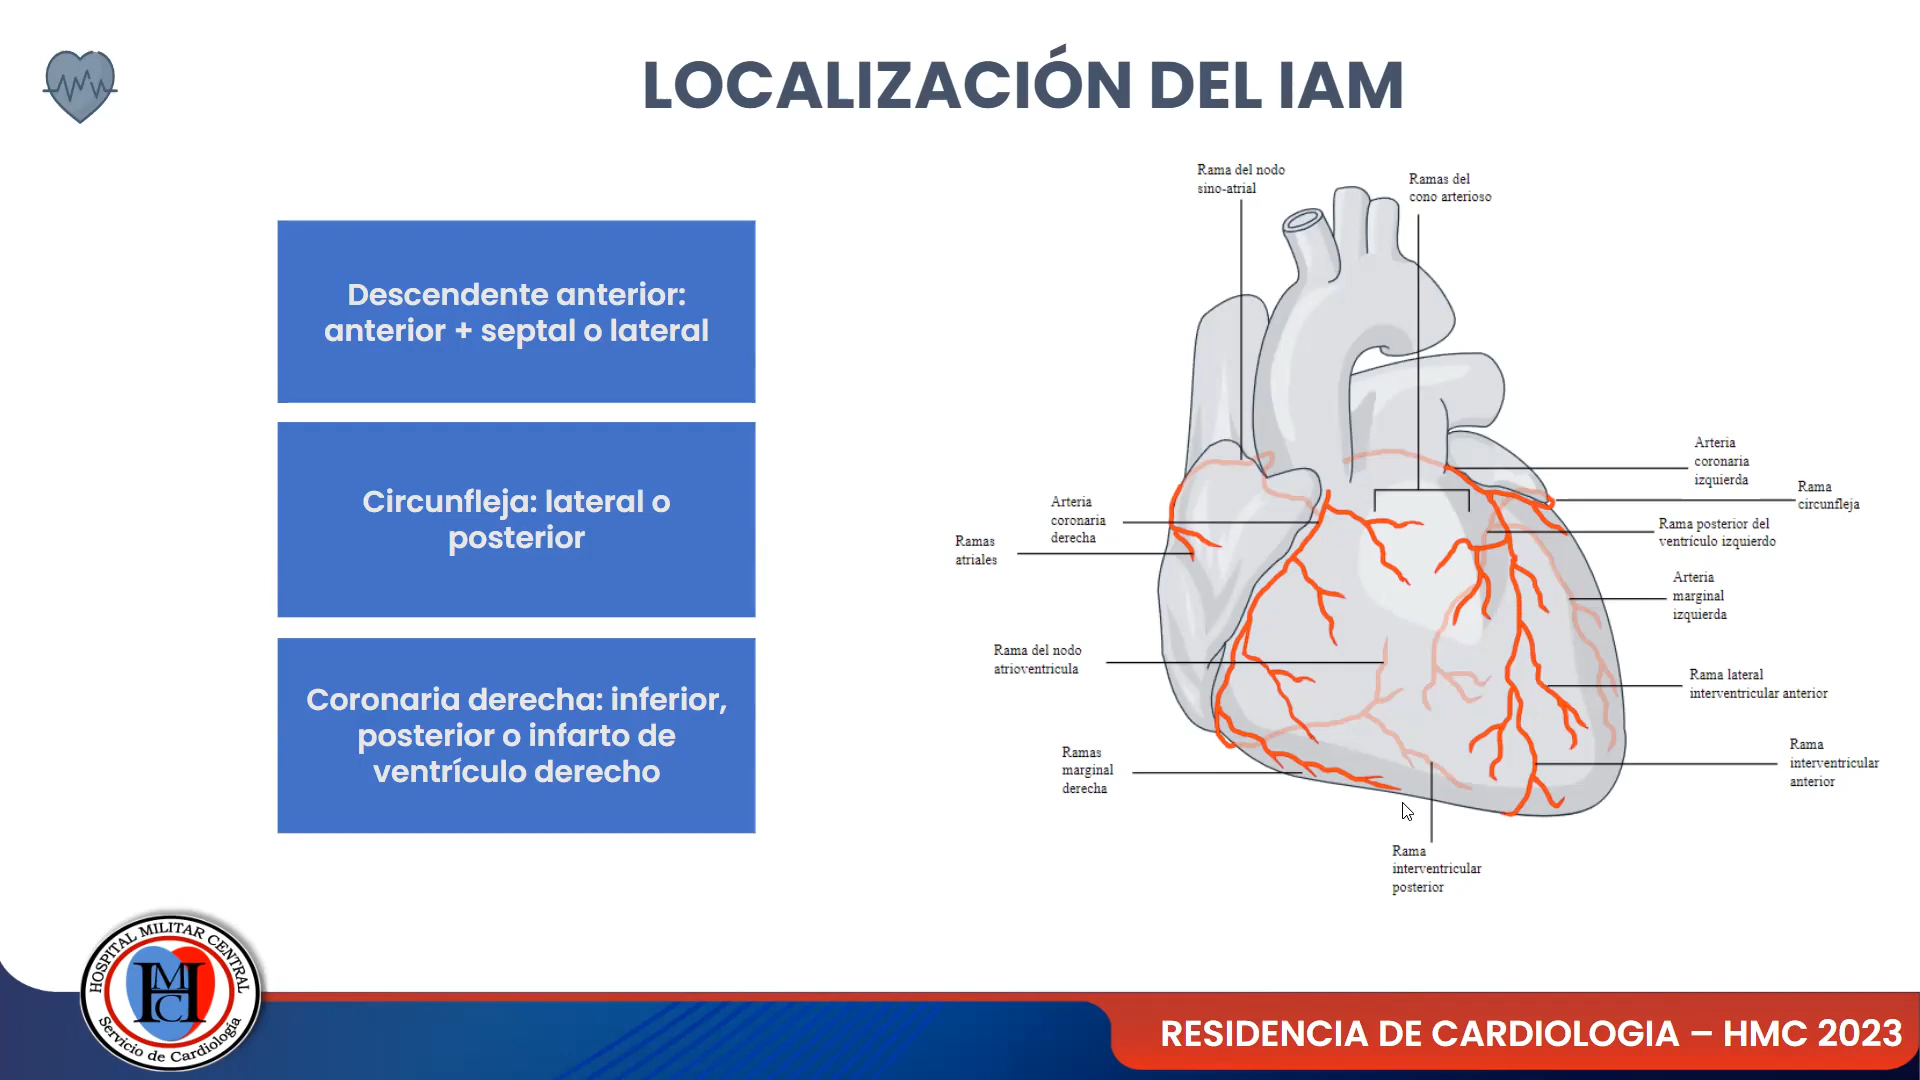 LOCALIZACIÓN DEL IAM
Descendente anterior:
anterior + septal o lateral
Circunfleja: lateral o
posterior
Coronaria derecha: inferior,
posterior o infarto de
ventrículo derecho
Rama del nodo
sino-atrial
Ramas del
cono arterioso
Arteria
coronaria
izquierda
Rama
circunfleja
Rama posterior del
ventrículo izquierdo
Arteria
marginal
izquierda
Rama lateral
interventricular anterior
Rama
interventricular
anterior
Arteria
coronaria
derecha
Ramas
atriales
Rama del nodo
atrioventricula
Ramas
marginal
derecha
Rama
interventricular
posterior
HOSPITAL MILITAR CENTRAL
HMC
Servicio de Cardiología
RESIDENCIA DE CARDIOLOGIA – HMC 2023